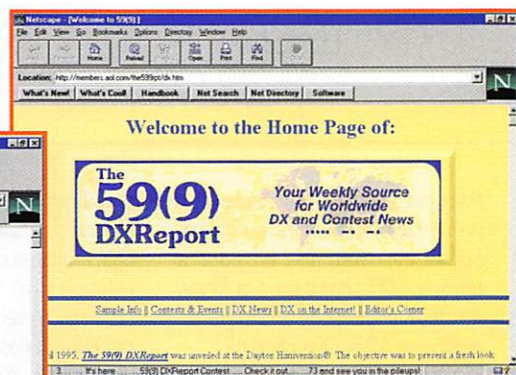 Netscape - [Welcome to 59(9)]
File Edit View Go Bookmarks Options Directory Window Help
Home Reload Open Print Find
Location: http://members.aol.com/the599rpt/dx.htm
What's New! What's Cool! Handbook Net Search Net Directory Software
N
Welcome to the Home Page of:
The
59(9)
DXReport
Your Weekly Source
for Worldwide
DX and Contest News
N
Sample Info || Contests & Events || DX News || DX on the Internet! || Editor's Corner
1995, The 59(9) DXReport was unveiled at the Dayton Hamvention®. The objective was to present a fresh look
It's here 59(9) DXReport Contest Check it out 73 and see you in the pileups!